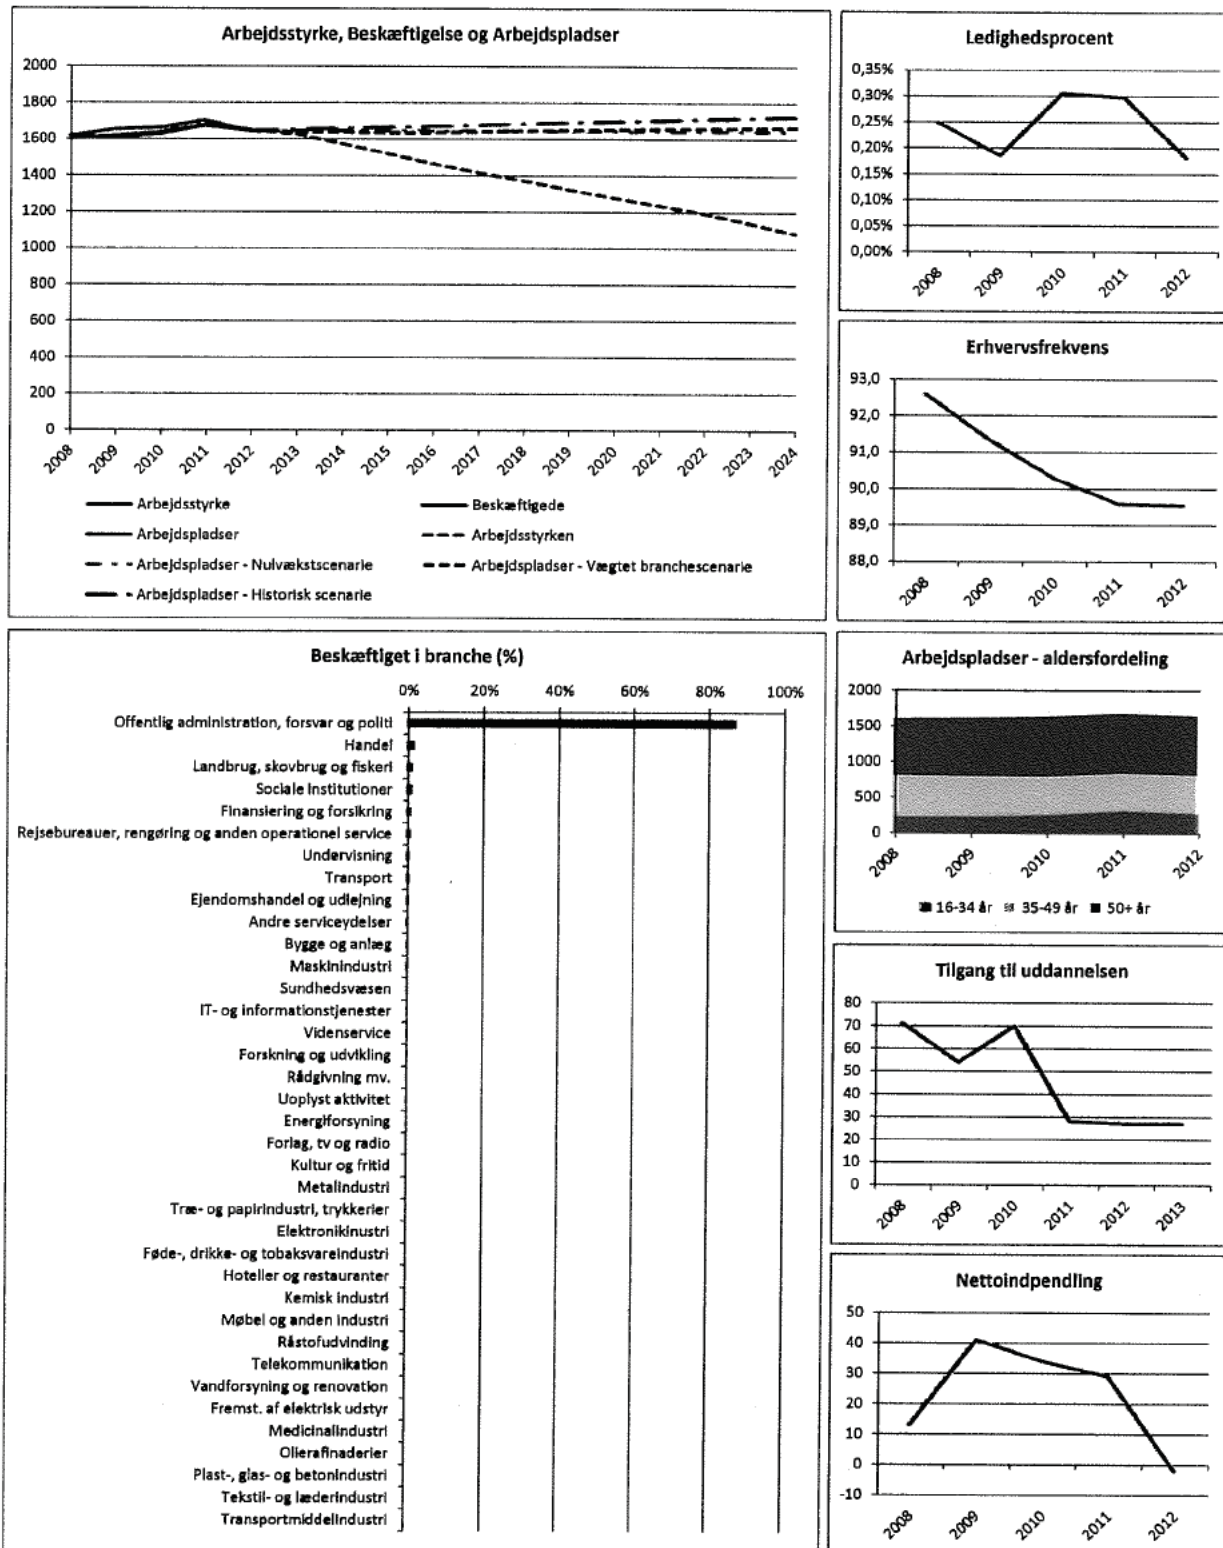 Arbejdsstyrke, Beskæftigelse og Arbejdspladser
2000
1800
1600
1400
1200
1000
800
600
400
200
0
2008 2009 2010 2011 2012 2013 2014 2015 2016 2017 2018 2019 2020 2021 2022 2023 2024
Arbejdsstyrke Beskæftigede
Arbejdspladser Arbejdsstyrken
Arbejdspladser - Nulvækstscenarie Arbejdspladser - Vægtet branchescenarie
Arbejdspladser - Historisk scenarie
Ledighedsprocent
0,35%
0,30%
0,25%
0,20%
0,15%
0,10%
0,05%
0,00%
2008 2009 2010 2011 2012
Erhvervsfrekvens
93,0
92,0
91,0
90,0
89,0
88,0
2008 2009 2010 2011 2012
Beskæftiget i branche (%)
0% 20% 40% 60% 80% 100%
Offentlig administration, forsvar og politi
Handel
Landbrug, skovbrug og fiskeri
Sociale institutioner
Finansiering og forsikring
Rejsebureauer, rengøring og anden operationel service
Undervisning
Transport
Ejendomshandel og udlejning
Andre serviceydelser
Bygge og anlæg
Maskinindustri
Sundhedsvæsen
IT- og informationstjenester
Videnservice
Forskning og udvikling
Rådgivning mv.
Uoplyst aktivitet
Energiforsyning
Forlag, tv og radio
Kultur og fritid
Metalindustri
Træ- og papirindustri, trykkerier
Elektronikinustri
Føde-, drikke- og tobaksvareindustri
Hoteller og restauranter
Kemisk industri
Møbel og anden industri
Råstofudvinding
Telekommunikation
Vandforsyning og renovation
Fremst. af elektrisk udstyr
Medicinalindustri
Olierafinaderier
Plast-, glas- og betonindustri
Tekstil- og læderindustri
Transportmiddelindustri
Arbejdspladser - aldersfordeling
2000
1500
1000
500
0
2008 2009 2010 2011 2012
16-34 år 35-49 år 50+ år
Tilgang til uddannelsen
80
70
60
50
40
30
20
10
0
2008 2009 2010 2011 2012 2013
Nettoindpendling
50
40
30
20
10
0
-10
2008 2009 2010 2011 2012